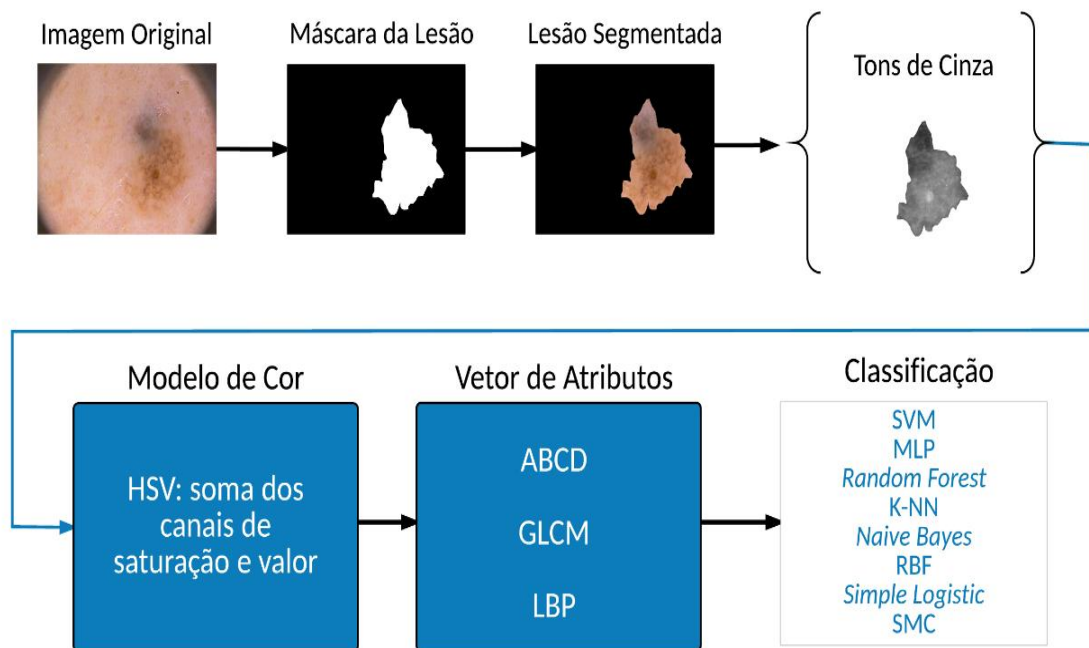 Imagem Original
Máscara da Lesão
Lesão Segmentada
Tons de Cinza
Modelo de Cor
HSV: soma dos
canais de
saturação e valor
Vetor de Atributos
ABCD
GLCM
LBP
Classificação
SVM
MLP
Random Forest
K-NN
Naive Bayes
RBF
Simple Logistic
SMC